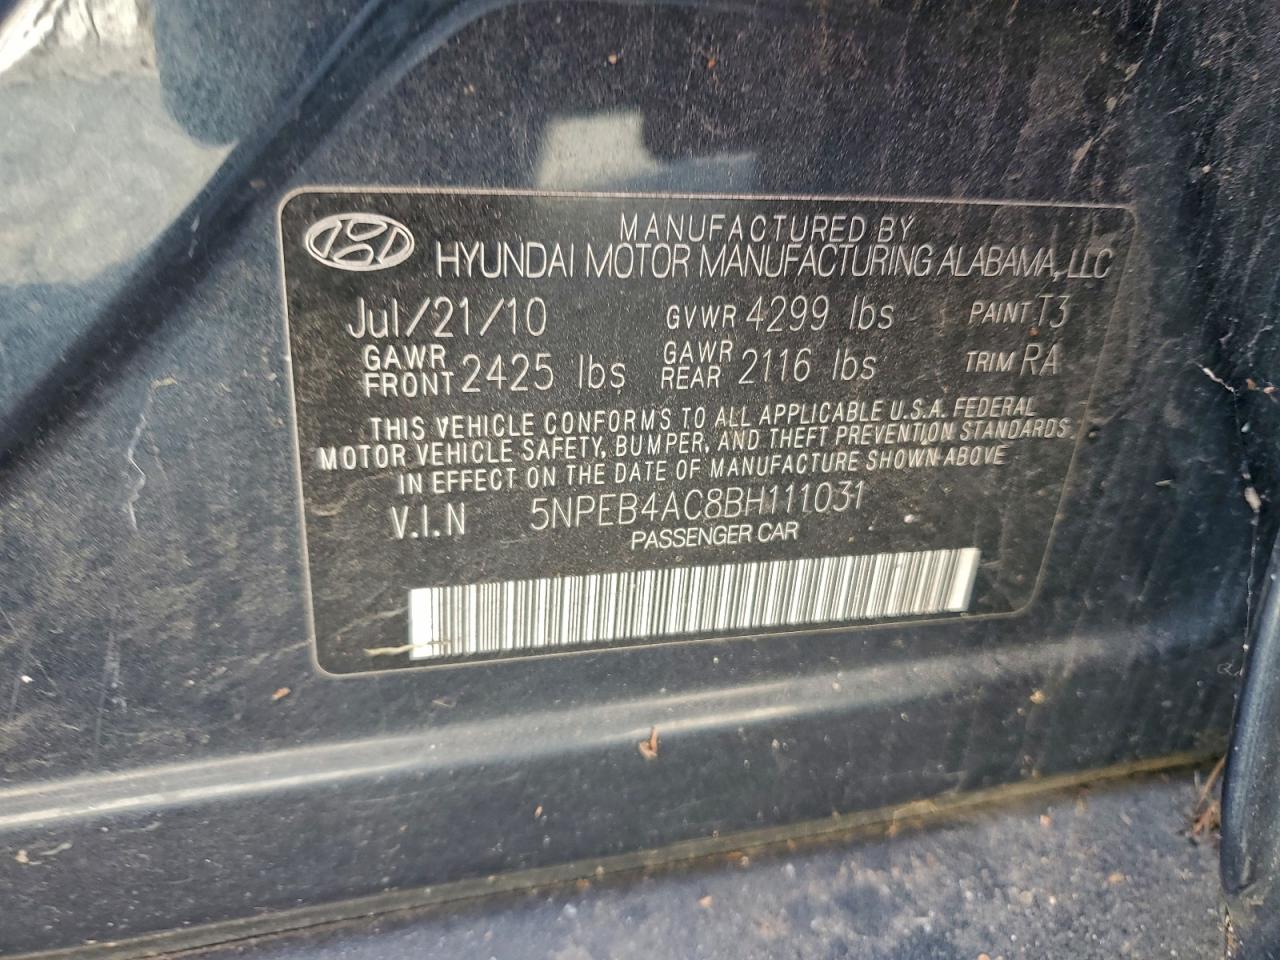 MANUFACTURED BY
HYUNDAI MOTOR MANUFACTURING ALABAMA, LLC
Jul/21/10 GVWR 4299 lbs PAINT T3
GAWR FRONT 2425 lbs GAWR REAR 2116 lbs TRIM RA
THIS VEHICLE CONFORMS TO ALL APPLICABLE U.S.A. FEDERAL
MOTOR VEHICLE SAFETY, BUMPER, AND THEFT PREVENTION STANDARDS
IN EFFECT ON THE DATE OF MANUFACTURE SHOWN ABOVE
V.I.N 5NPEB4AC8BH111031
PASSENGER CAR